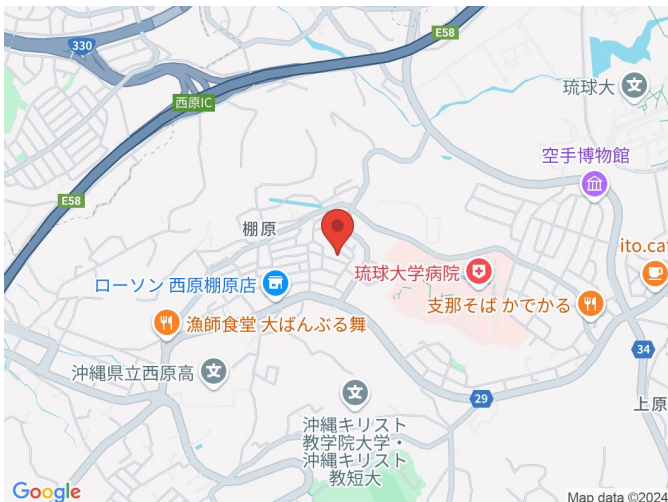 330
E58
西原IC
琉球大
空手博物館
E58
棚原
ローソン 西原棚原店
琉球大学病院
支那そば かでかる
漁師食堂 大ばんぶる舞
沖縄県立西原高
34
29
上原
沖縄キリスト
教学院大学・
沖縄キリスト
教短大
Google
Map data ©2024